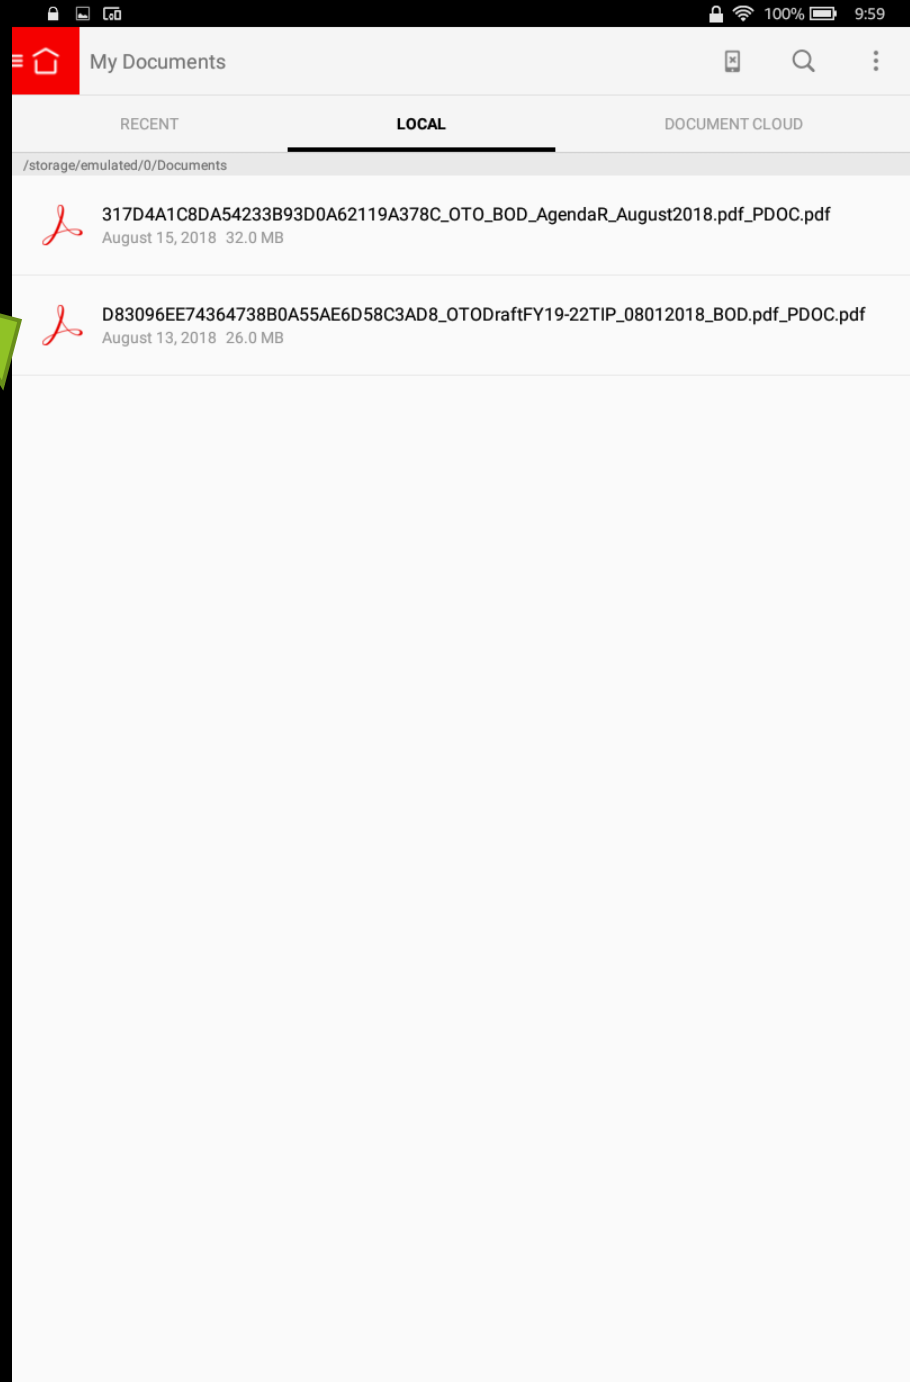 100% 9:59
My Documents
RECENT LOCAL DOCUMENT CLOUD
/storage/emulated/0/Documents
317D4A1C8DA54233B93D0A62119A378C_OTO_BOD_AgendaR_August2018.pdf_PDOC.pdf
August 15, 2018 32.0 MB
D83096EE74364738B0A55AE6D58C3AD8_OTODraftFY19-22TIP_08012018_BOD.pdf_PDOC.pdf
August 13, 2018 26.0 MB